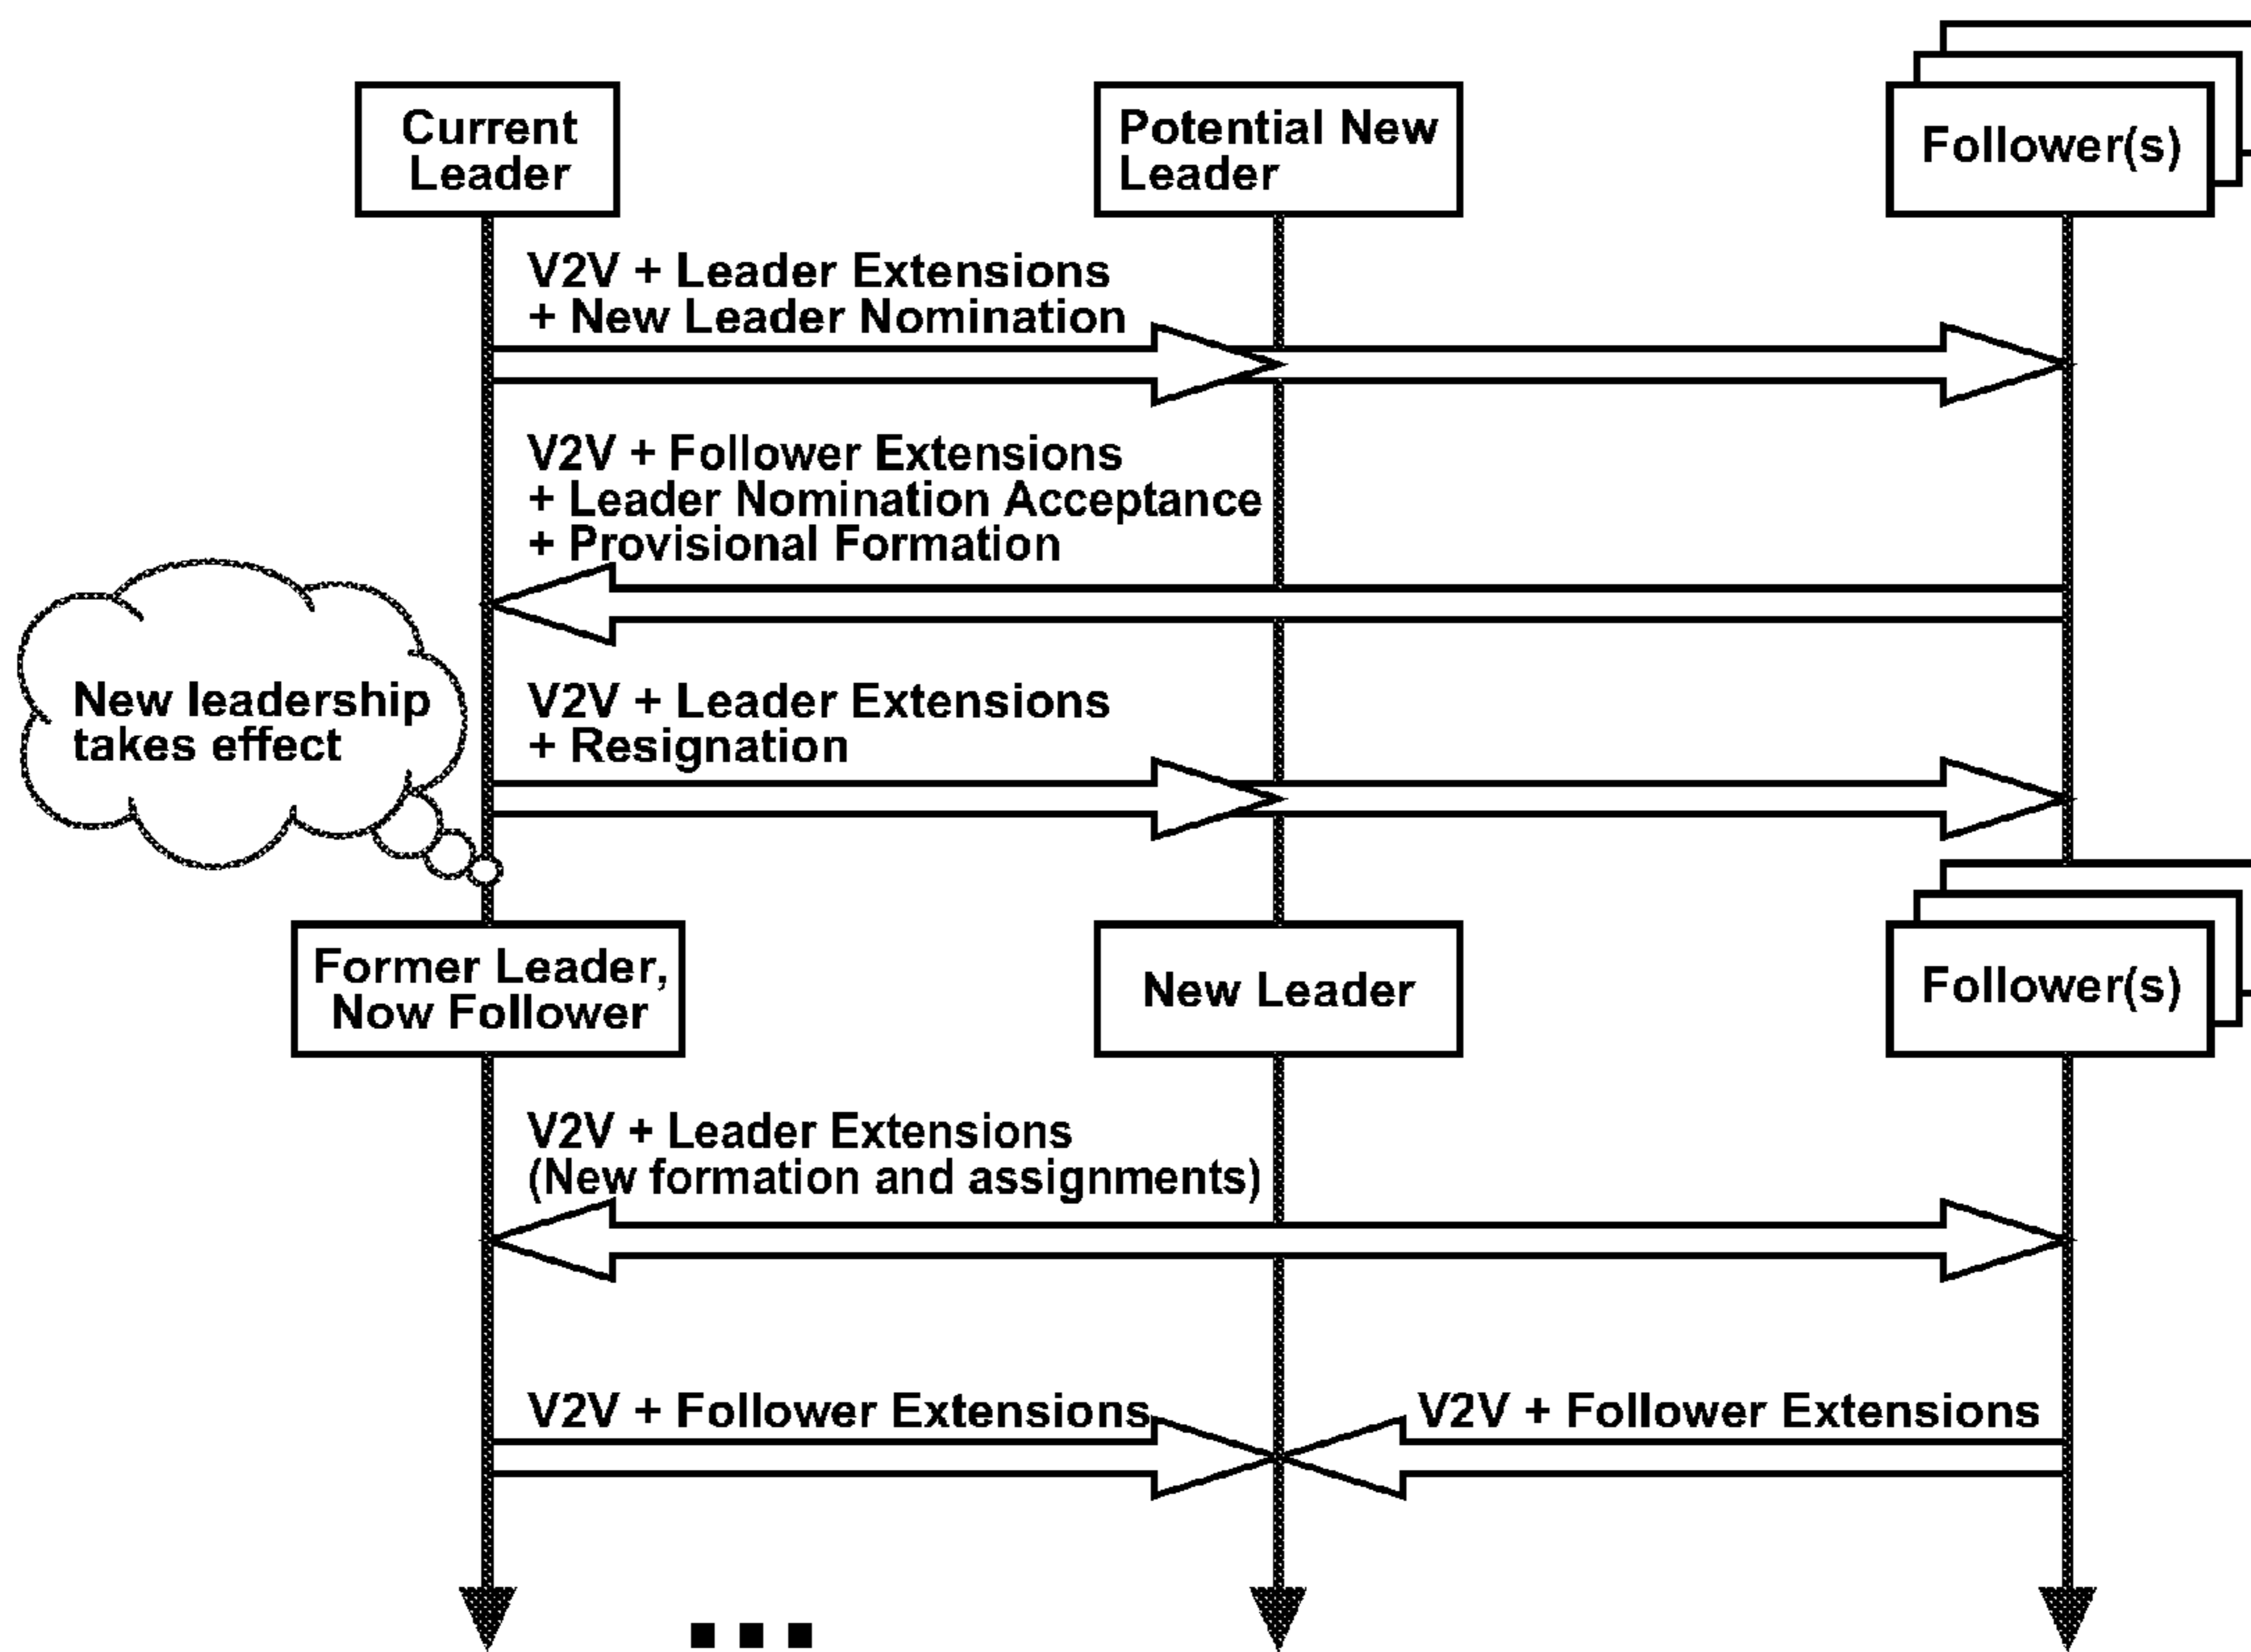 Current
Leader
Potential New
Leader
Follower(s)
V2V + Leader Extensions
+ New Leader Nomination
V2V + Follower Extensions
+ Leader Nomination Acceptance
+ Provisional Formation
New leadership
takes effect
V2V + Leader Extensions
+ Resignation
Former Leader,
Now Follower
New Leader
Follower(s)
V2V + Leader Extensions
(New formation and assignments)
V2V + Follower Extensions
V2V + Follower Extensions
...